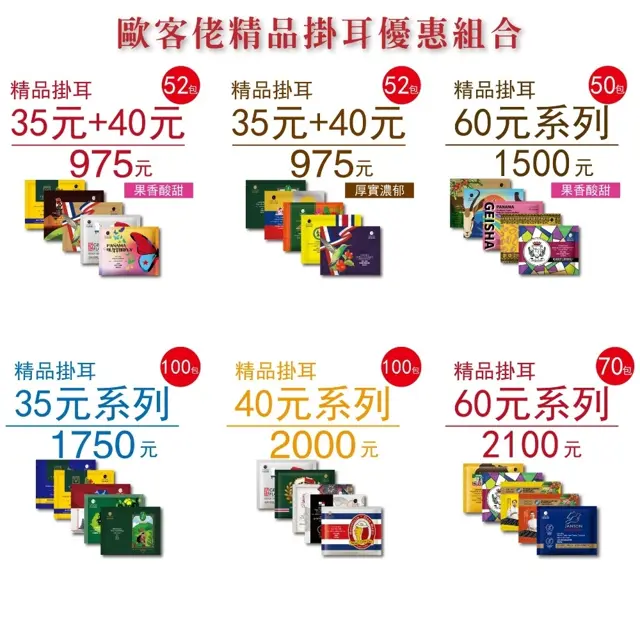 歐客佬精品掛耳優惠組合
精品掛耳
52包
35元+40元
975元
果香酸甜
精品掛耳
52包
35元+40元
975元
厚實濃郁
精品掛耳
50包
60元系列
1500元
果香酸甜
GEISHA
PANAMA
精品掛耳
100包
35元系列
1750元
精品掛耳
100包
40元系列
2000元
精品掛耳
70包
60元系列
2100元
JANSON